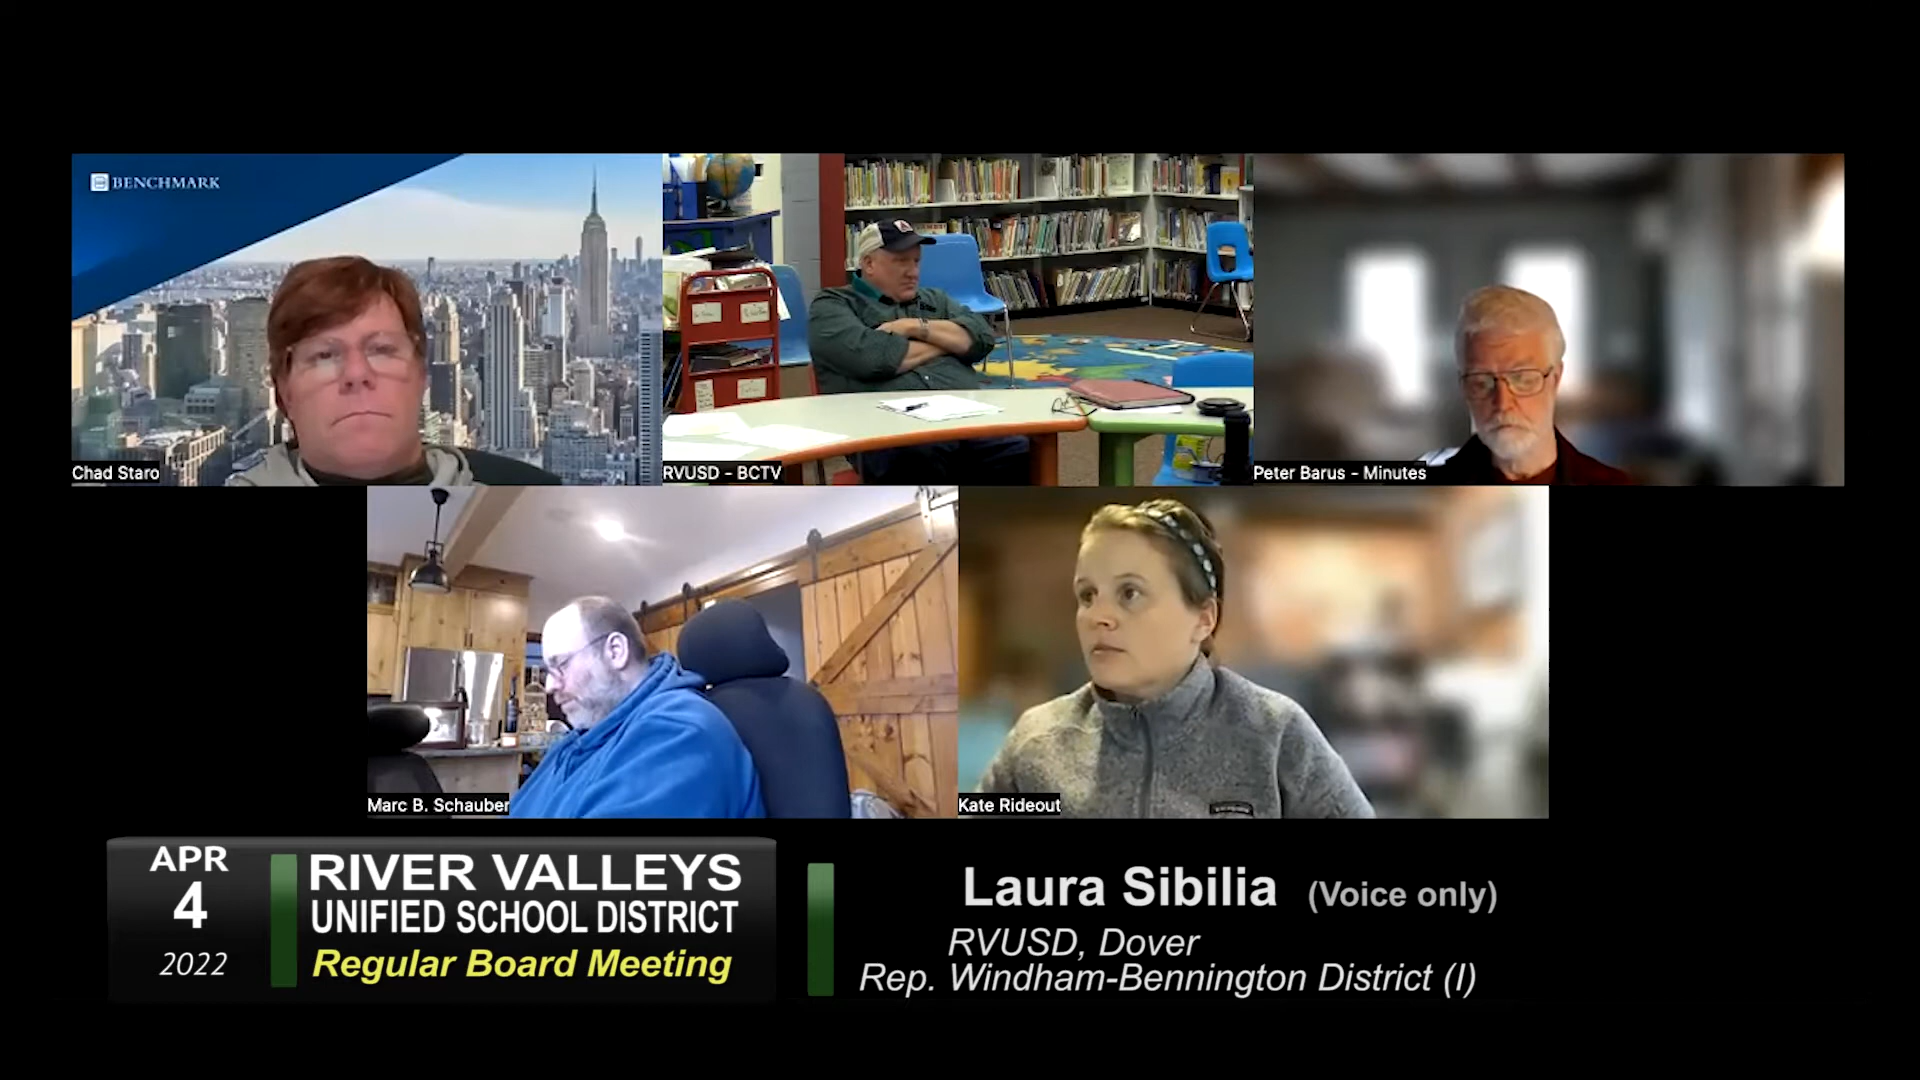 BENCHMARK
Chad Staro
RVUSD - BCTV
Peter Barus - Minutes
Marc B. Schauber
Kate Rideout
APR
4
2022
RIVER VALLEYS
UNIFIED SCHOOL DISTRICT
Regular Board Meeting
Laura Sibilia (Voice only)
RVUSD, Dover
Rep. Windham-Bennington District (I)